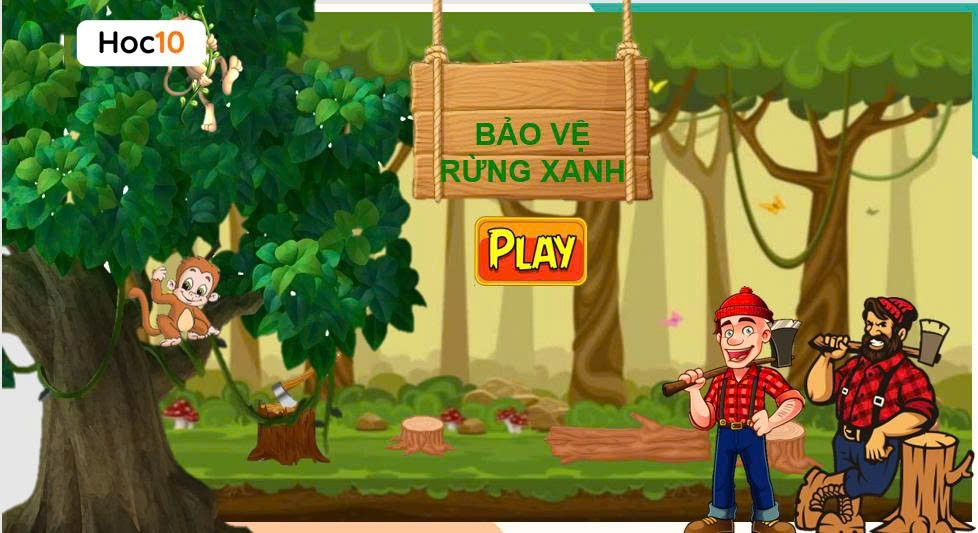 Hoc10
BẢO VỆ
RỪNG XANH
PLAY